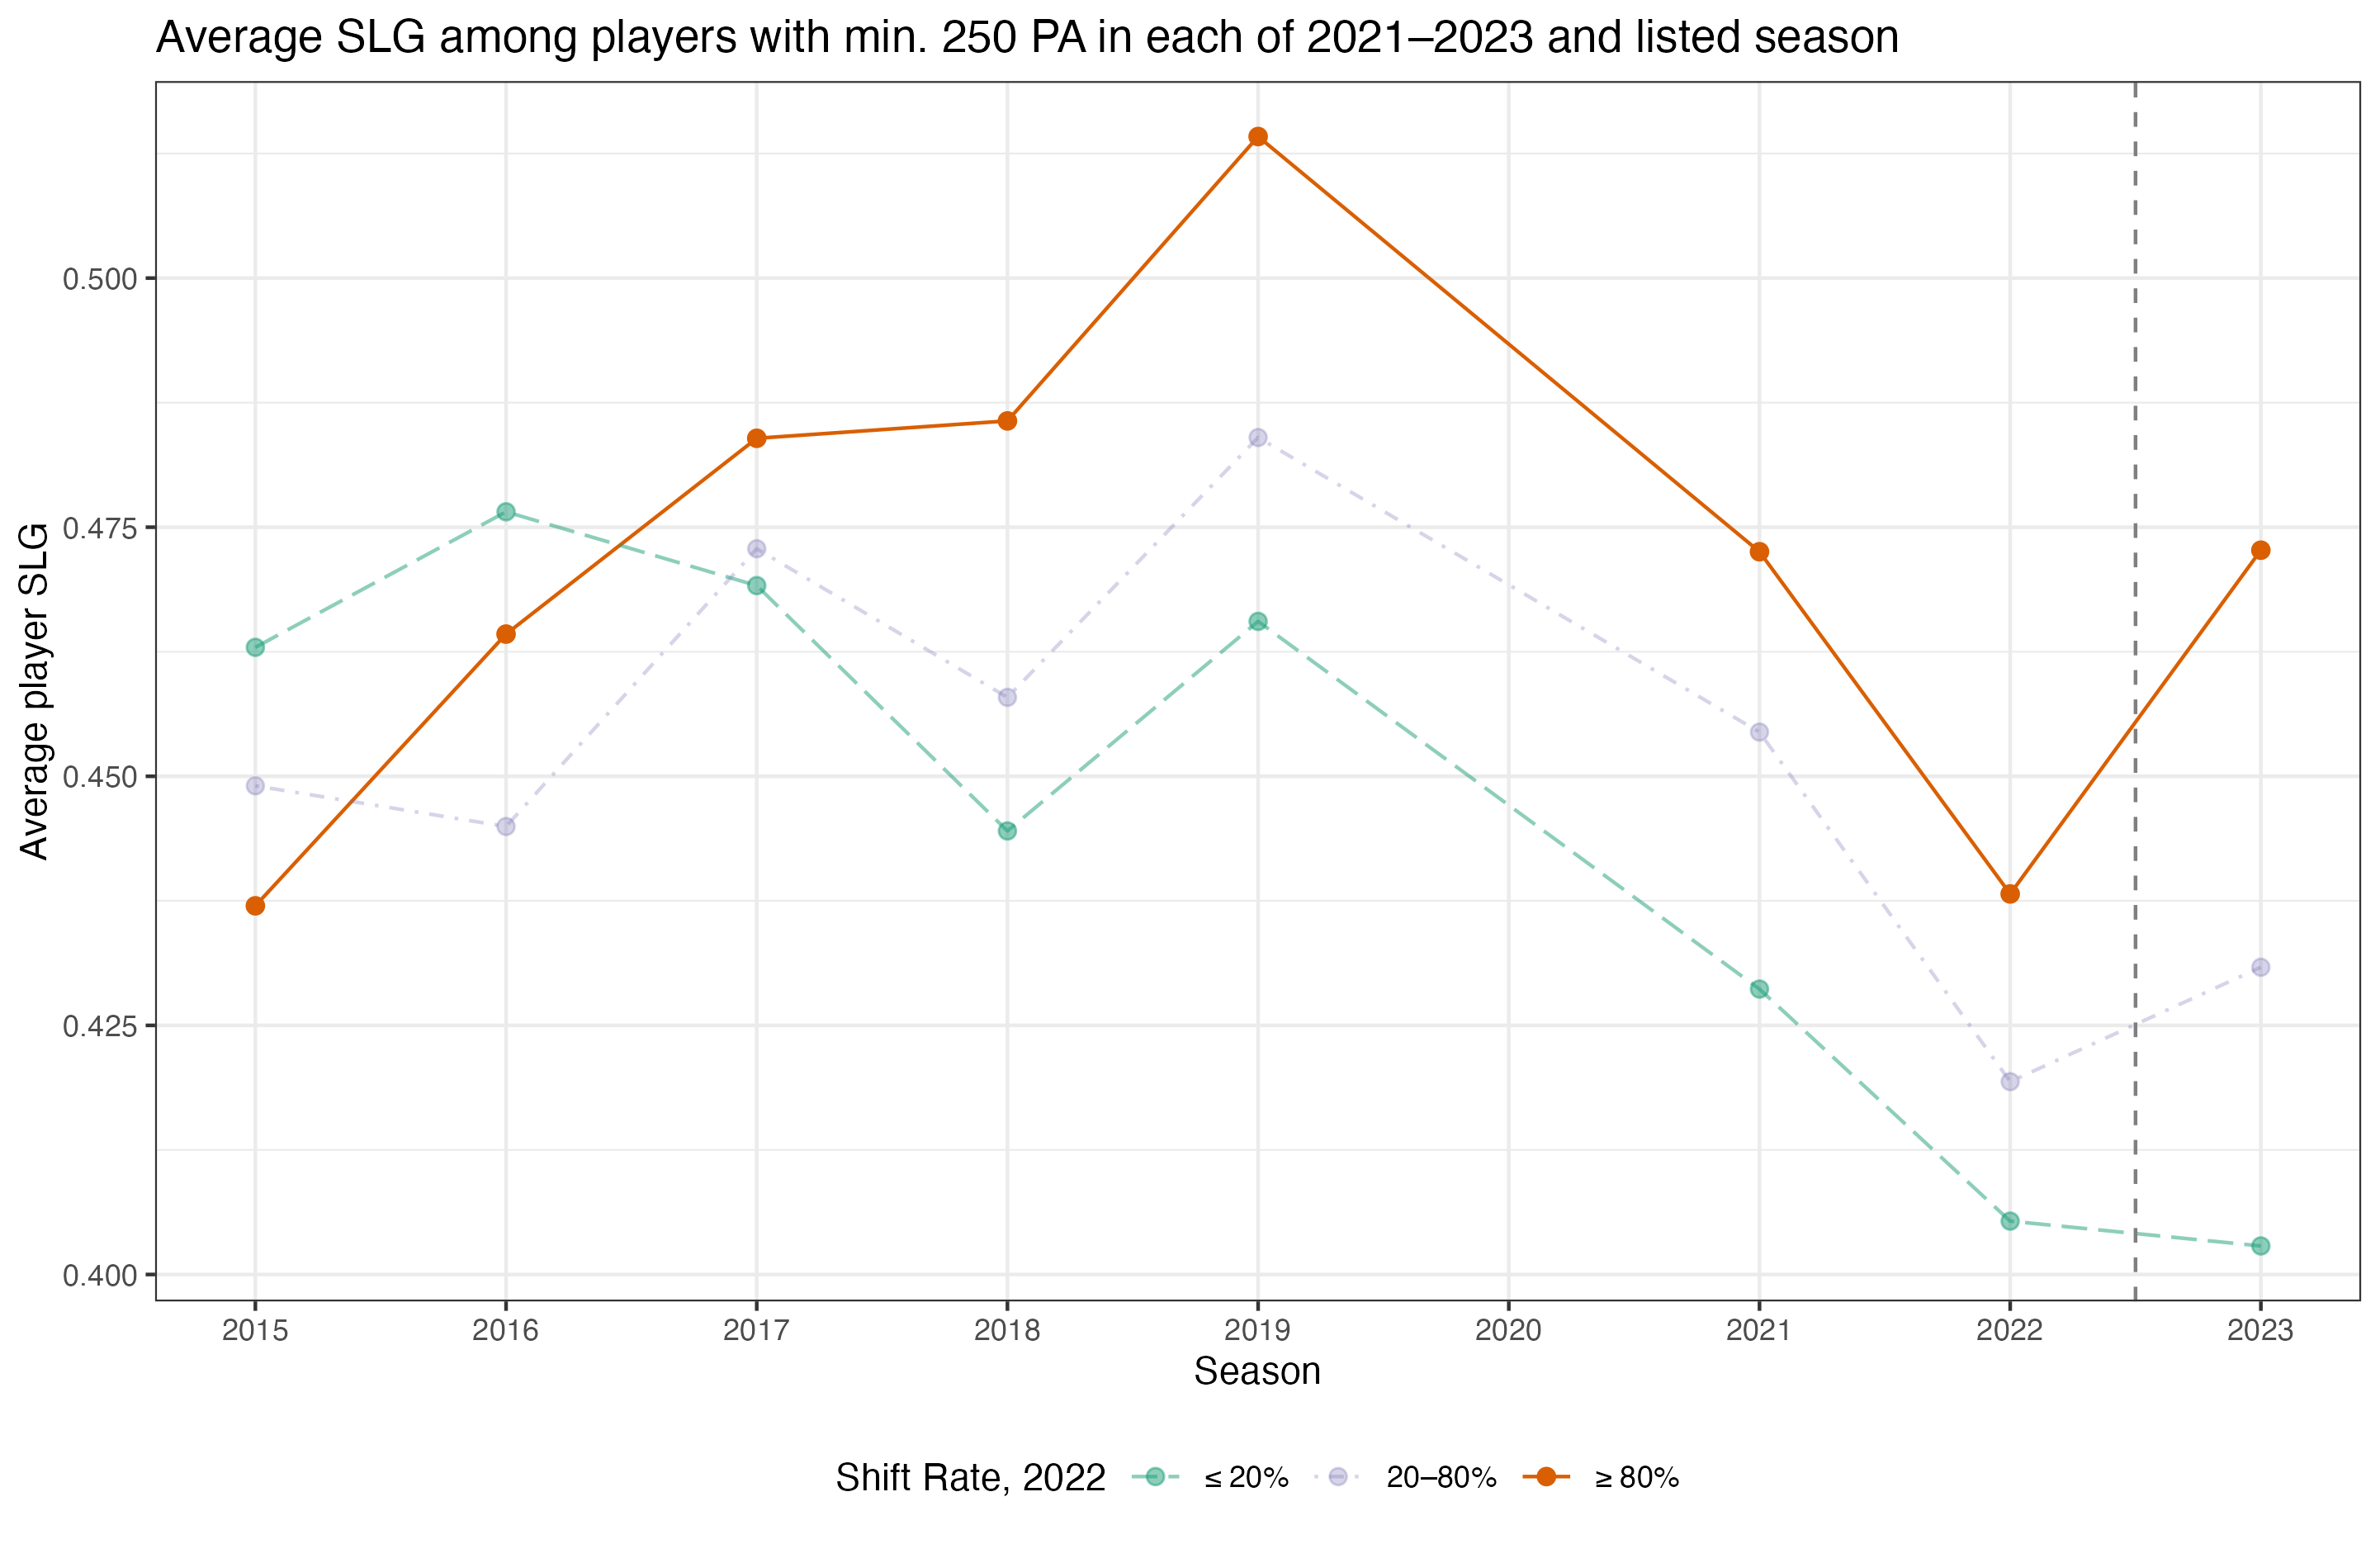 Average SLG among players with min. 250 PA in each of 2021–2023 and listed season
Average player SLG
0.500
0.475
0.450
0.425
0.400
2015 2016 2017 2018 2019 2020 2021 2022 2023
Season
Shift Rate, 2022 ≤ 20% 20–80% ≥ 80%